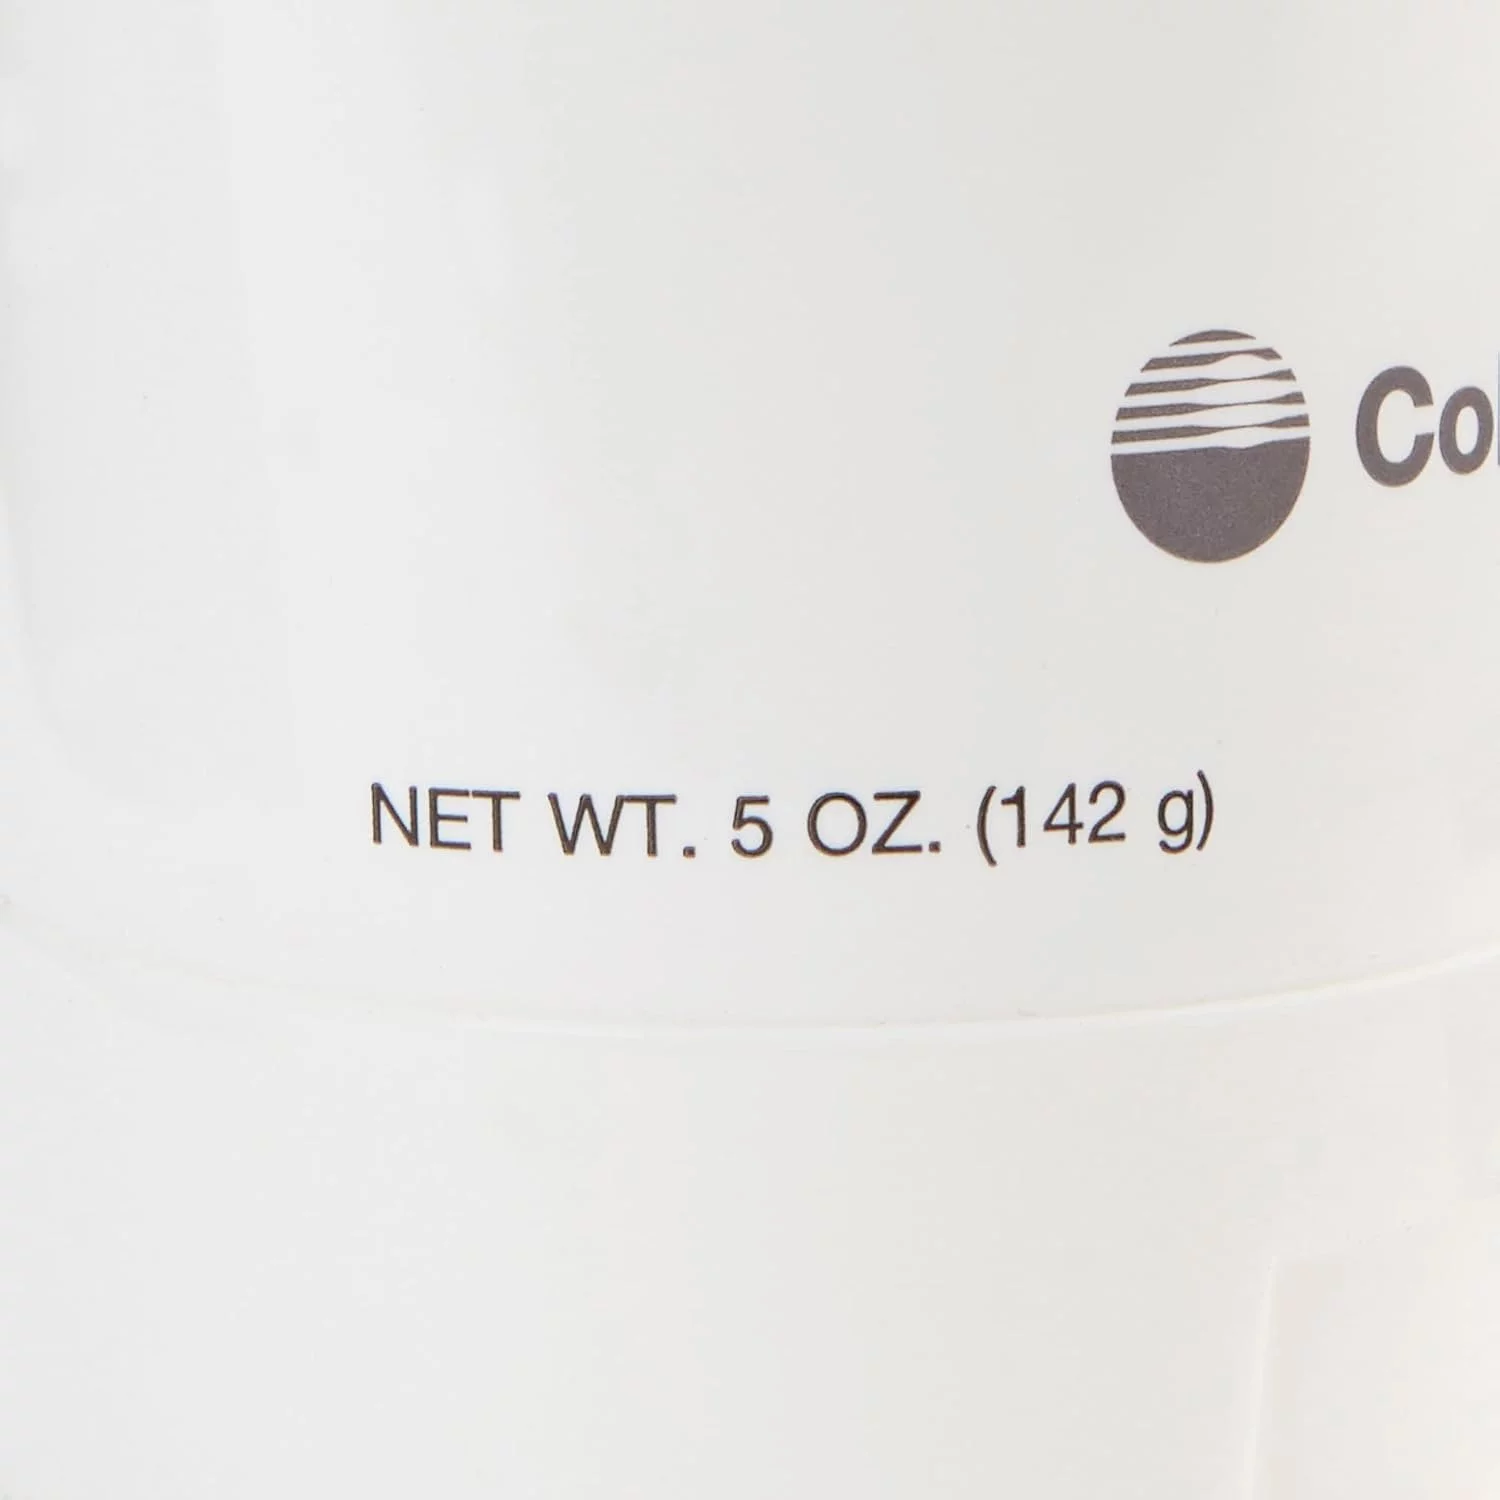 NET WT. 5 OZ. (142 g)